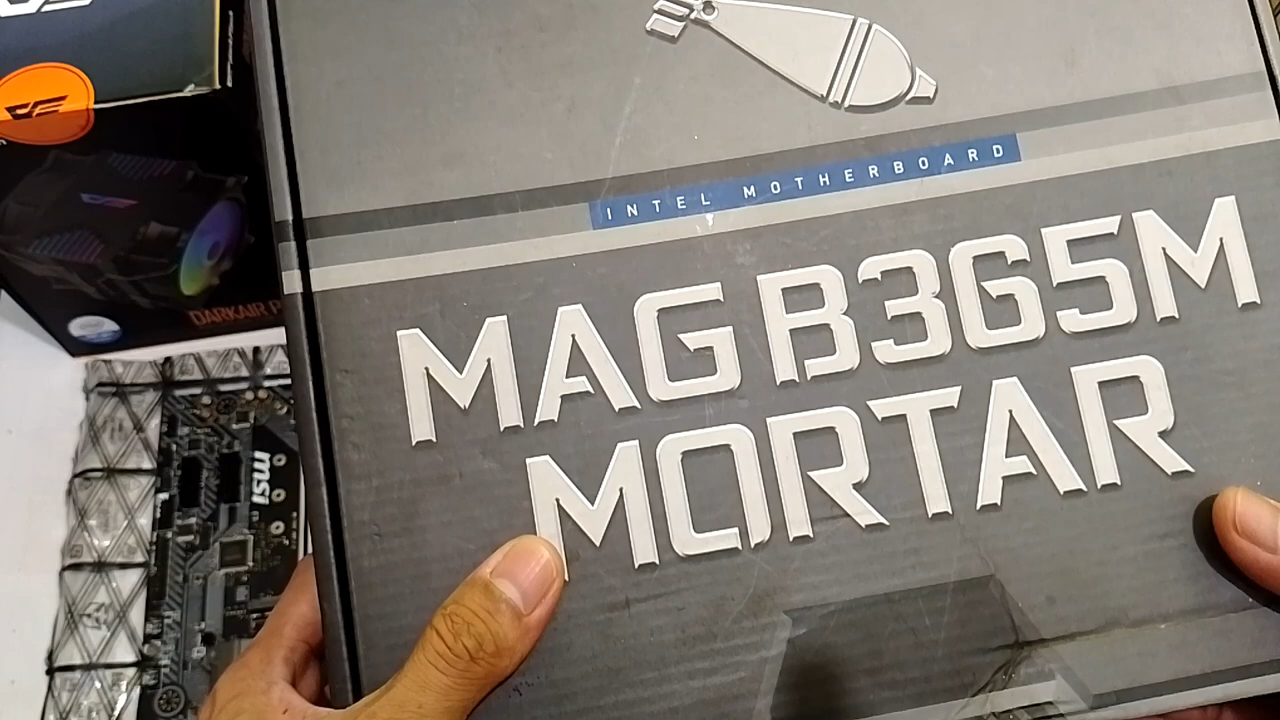 INTEL MOTHERBOARD
MAG B365M
MORTAR
DARKAIR
msi